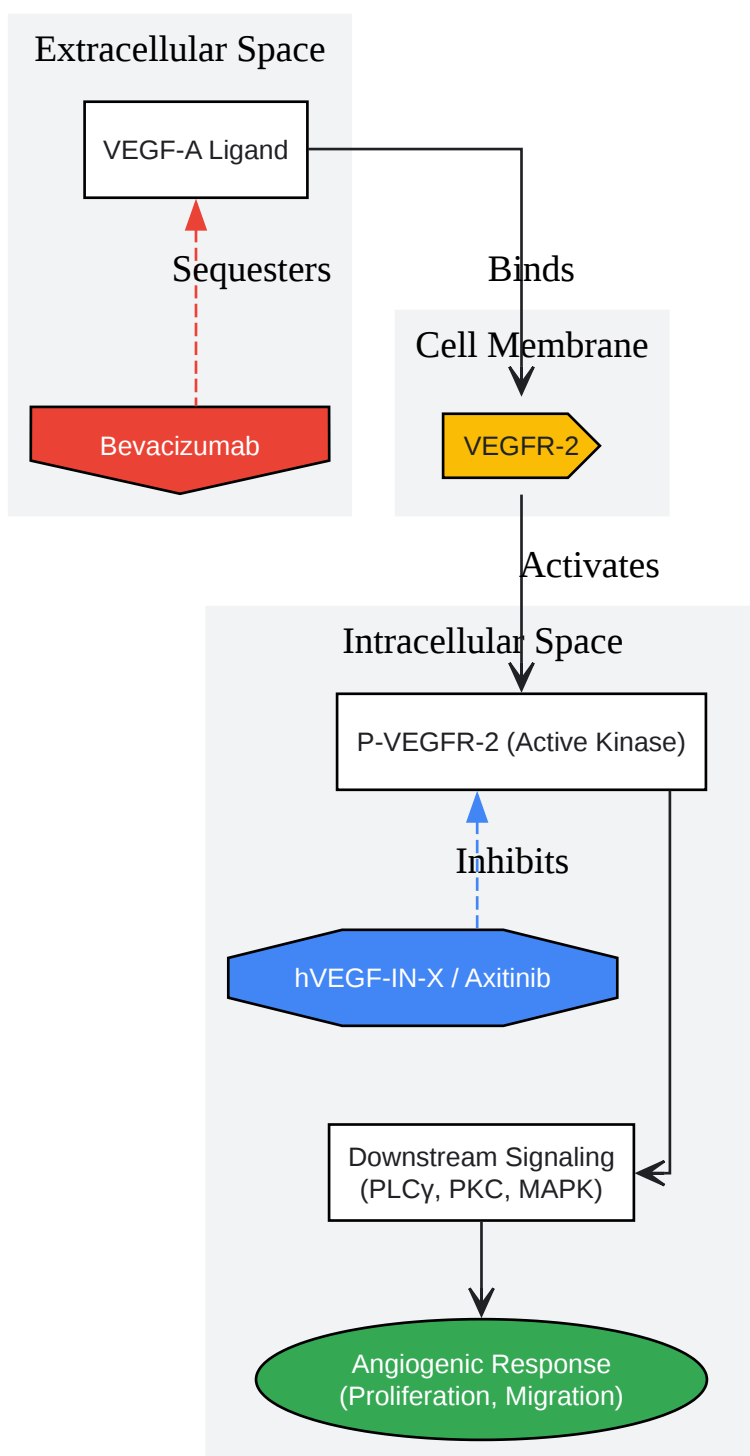 Extracellular Space
VEGF-A Ligand
Sequesters
Binds
Cell Membrane
Bevacizumab
VEGFR-2
Activates
Intracellular Space
P-VEGFR-2 (Active Kinase)
Inhibits
hVEGF-IN-X / Axitinib
Downstream Signaling
(PLCγ, PKC, MAPK)
Angiogenic Response
(Proliferation, Migration)